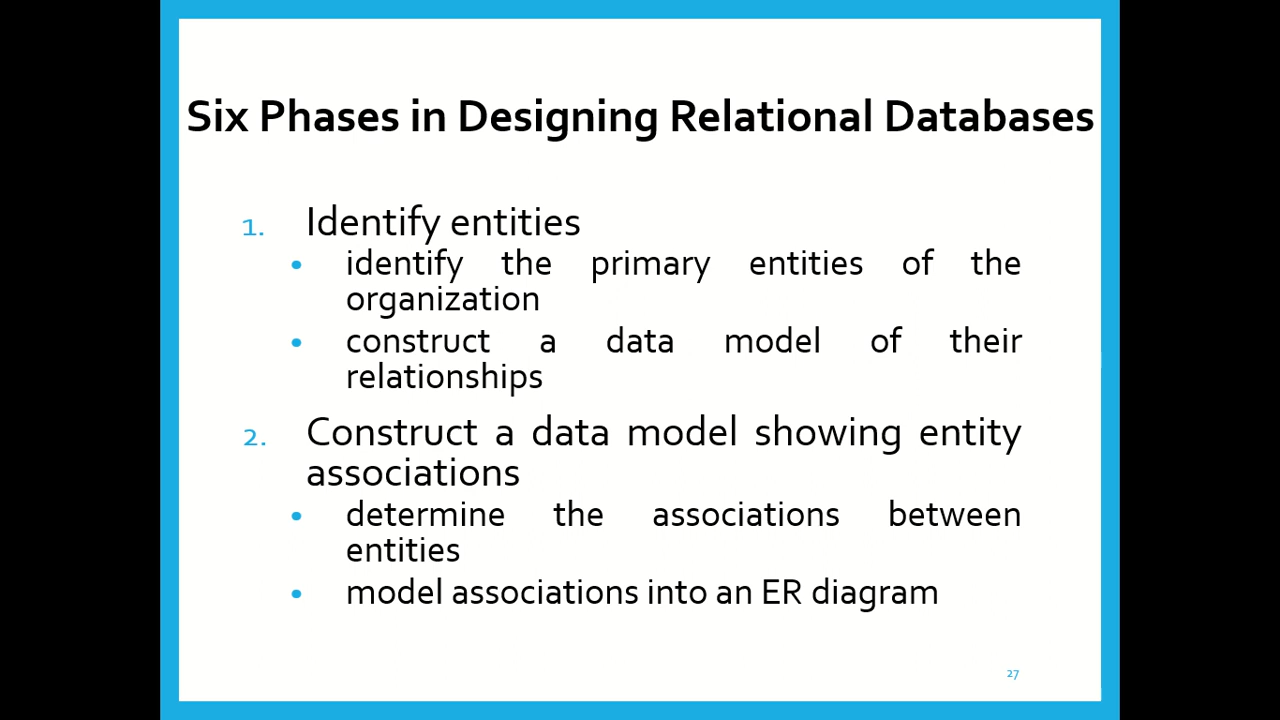 Six Phases in Designing Relational Databases
1. Identify entities
• identify the primary entities of the
organization
• construct a data model of their
relationships
2. Construct a data model showing entity
associations
• determine the associations between
entities
• model associations into an ER diagram
27